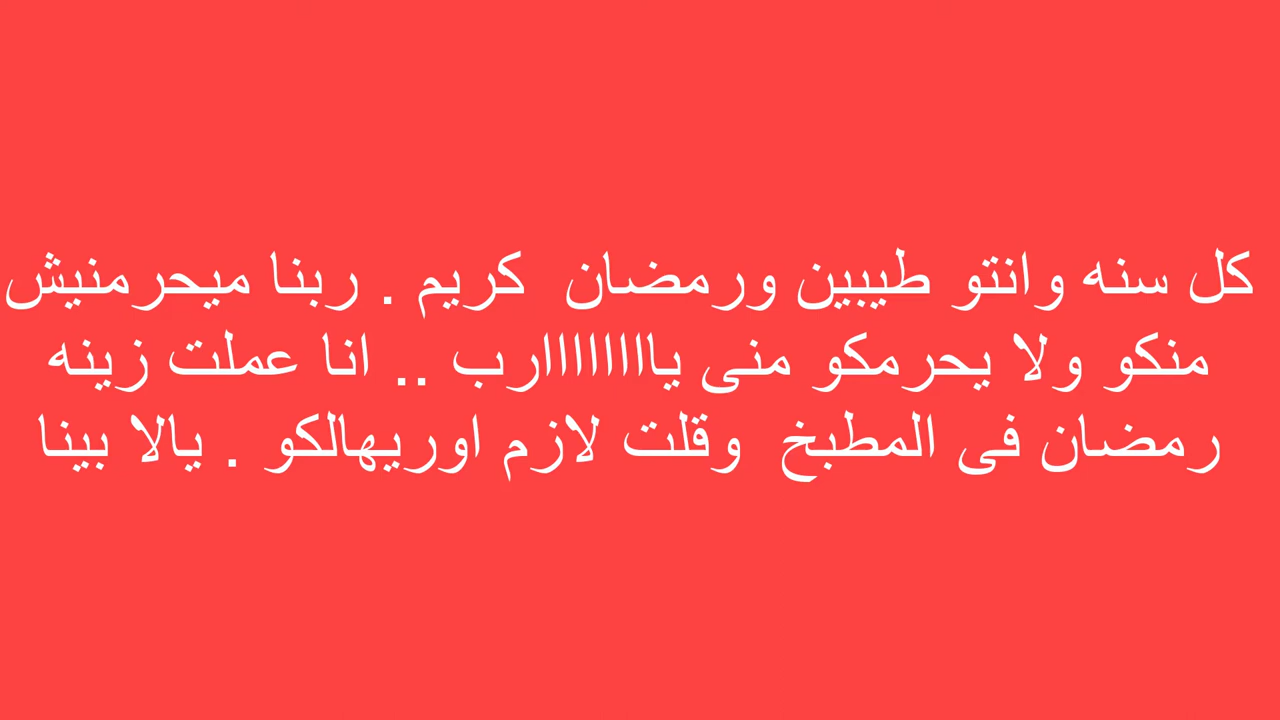 كل سنه وانتو طيبين ورمضان كريم . ربنا ميحرمنيش
منكو ولا يحرمكو منى يااااااااارب .. انا عملت زينه
رمضان فى المطبخ وقلت لازم اوريهالكو . يالا بينا